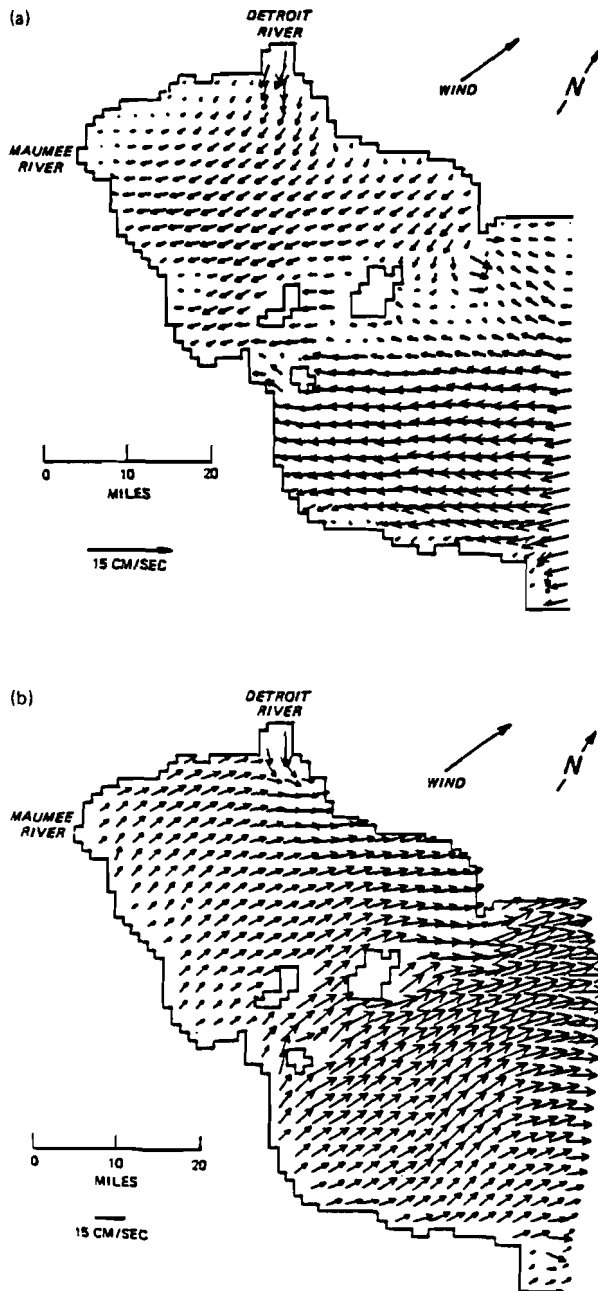 (a)
DETROIT
RIVER
WIND
N
MAUMEE
RIVER
0 10 20
MILES
15 CM/SEC
(b)
DETROIT
RIVER
WIND
N
MAUMEE
RIVER
0 10 20
MILES
15 CM/SEC